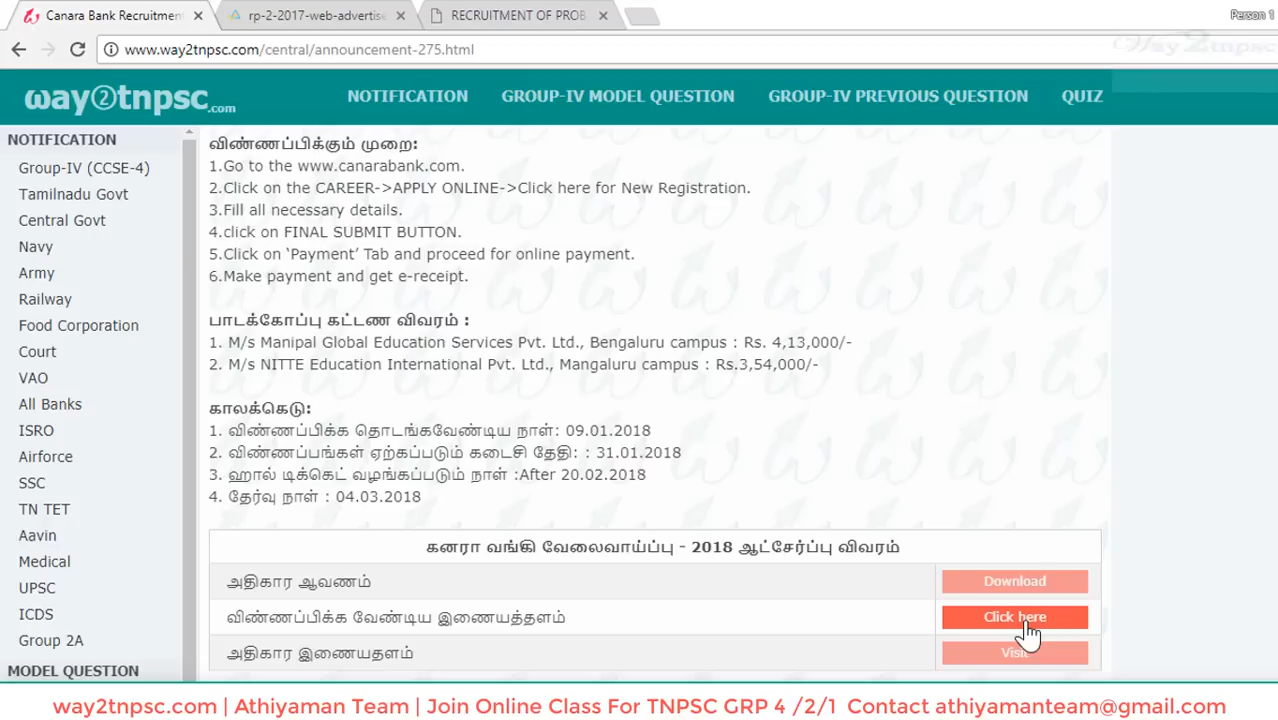 Canara Bank Recruitmen
rp-2-2017-web-advertise
RECRUITMENT OF PROB
Person 1
www.way2tnpsc.com/central/announcement-275.html
Way2tnpsc
way2tnpsc.com
NOTIFICATION
GROUP-IV MODEL QUESTION
GROUP-IV PREVIOUS QUESTION
QUIZ
NOTIFICATION
Group-IV (CCSE-4)
Tamilnadu Govt
Central Govt
Navy
Army
Railway
Food Corporation
Court
VAO
All Banks
ISRO
Airforce
SSC
TN TET
Aavin
Medical
UPSC
ICDS
Group 2A
MODEL QUESTION
விண்ணப்பிக்கும் முறை:
1.Go to the www.canarabank.com.
2.Click on the CAREER->APPLY ONLINE->Click here for New Registration.
3.Fill all necessary details.
4.click on FINAL SUBMIT BUTTON.
5.Click on ‘Payment’ Tab and proceed for online payment.
6.Make payment and get e-receipt.
பாடக்கோப்பு கட்டண விவரம் :
1. M/s Manipal Global Education Services Pvt. Ltd., Bengaluru campus : Rs. 4,13,000/-
2. M/s NITTE Education International Pvt. Ltd., Mangaluru campus : Rs.3,54,000/-
காலக்கெடு:
1. விண்ணப்பிக்க தொடங்கவேண்டிய நாள்: 09.01.2018
2. விண்ணப்பங்கள் ஏற்கப்படும் கடைசி தேதி: : 31.01.2018
3. ஹால் டிக்கெட் வழங்கப்படும் நாள் :After 20.02.2018
4. தேர்வு நாள் : 04.03.2018
கனரா வங்கி வேலைவாய்ப்பு - 2018 ஆட்சேர்ப்பு விவரம்
அதிகார ஆவணம்
Download
விண்ணப்பிக்க வேண்டிய இணையத்தளம்
Click here
அதிகார இணையதளம்
Visit
way2tnpsc.com | Athiyaman Team | Join Online Class For TNPSC GRP 4 /2/1 Contact athiyamanteam@gmail.com